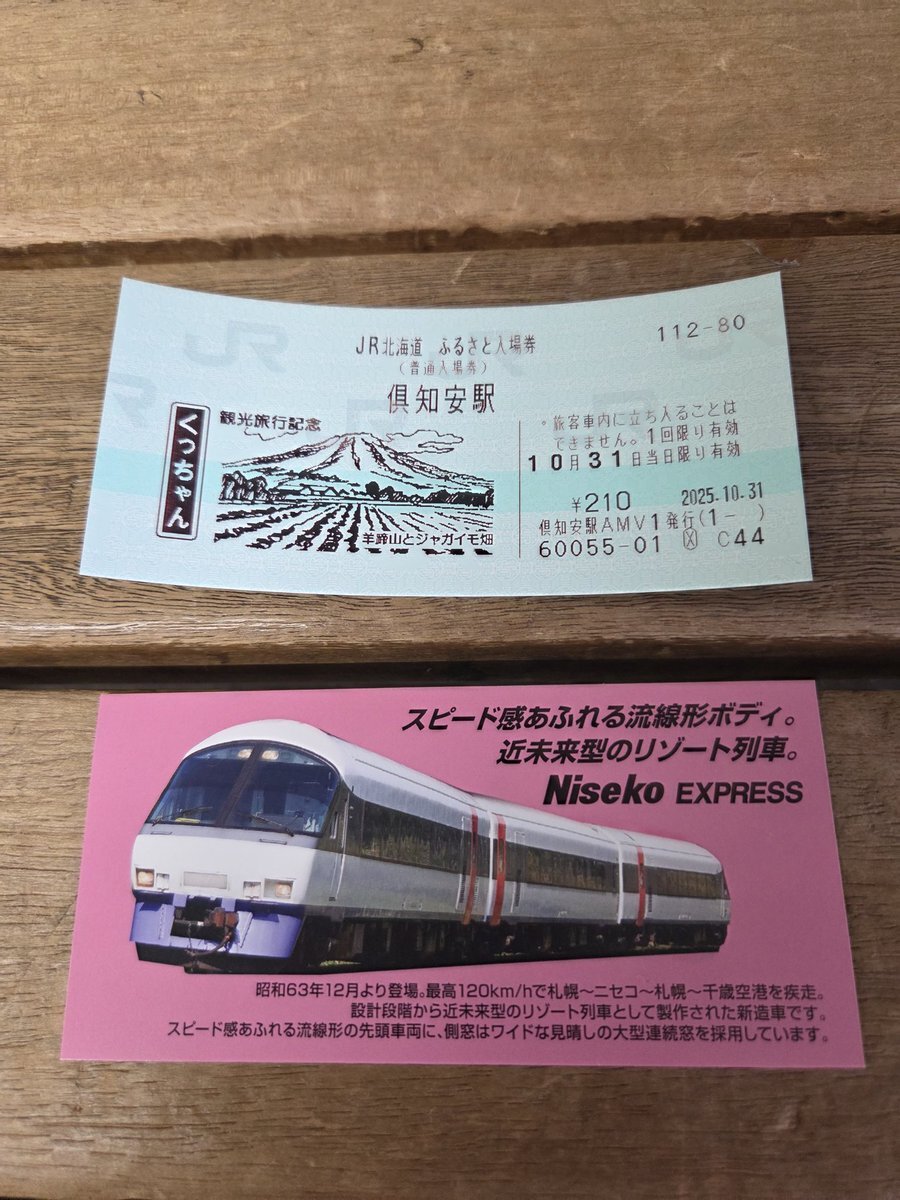 112-80
JR北海道 ふるさと入場券
(普通入場券)
倶知安駅
くっちゃん
観光旅行記念
羊蹄山とジャガイモ畑
。旅客車内に立ち入ることは
できません。1回限り有効
10月31日当日限り有効
¥210 2025.10.31
倶知安駅AMV1発行(1- )
60055-01 C44
スピード感あふれる流線形ボディ。
近未来型のリゾート列車。
Niseko EXPRESS
昭和63年12月より登場。最高120km/hで札幌〜ニセコ〜札幌〜千歳空港を疾走。
設計段階から近未来型のリゾート列車として製作された新造車です。
スピード感あふれる流線形の先頭車両に、側窓はワイドな見晴しの大型連続窓を採用しています。